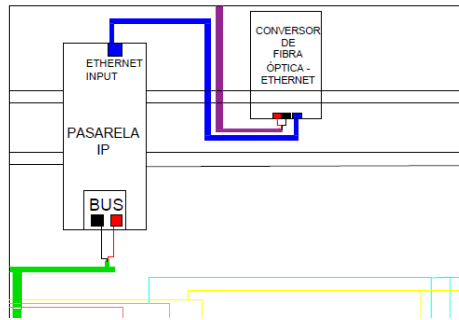 ETHERNET
INPUT
PASARELA
IP
BUS
CONVERSOR
DE
FIBRA
ÓPTICA -
ETHERNET